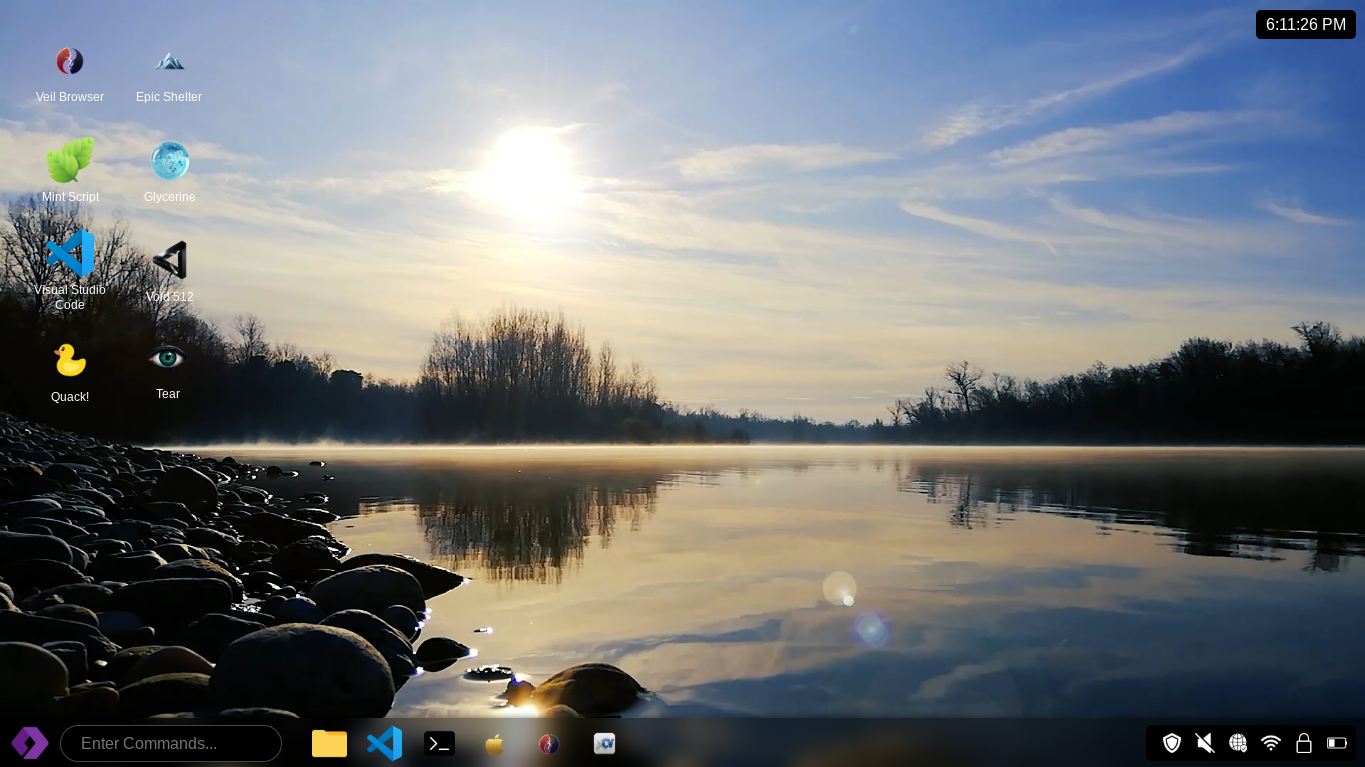 6:11:26 PM
Veil Browser
Epic Shelter
Mint Script
Glycerine
Visual Studio
Code
Void 512
Quack!
Tear
Enter Commands...